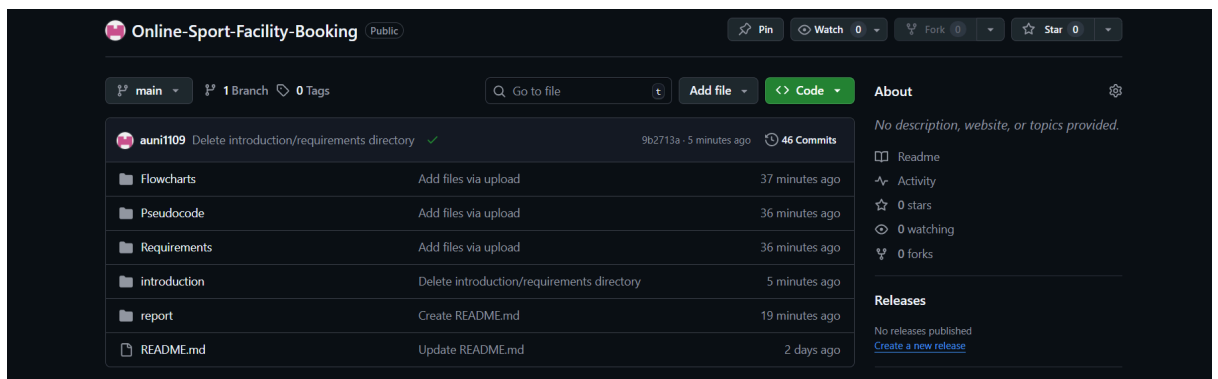 Online-Sport-Facility-Booking Public
Pin Watch 0 Fork 0 Star 0
main 1 Branch 0 Tags Go to file t Add file Code
auni1109 Delete introduction/requirements directory 9b2713a · 5 minutes ago 46 Commits
Flowcharts Add files via upload 37 minutes ago
Pseudocode Add files via upload 36 minutes ago
Requirements Add files via upload 36 minutes ago
introduction Delete introduction/requirements directory 5 minutes ago
report Create README.md 19 minutes ago
README.md Update README.md 2 days ago
About
No description, website, or topics provided.
Readme
Activity
0 stars
0 watching
0 forks
Releases
No releases published
Create a new release